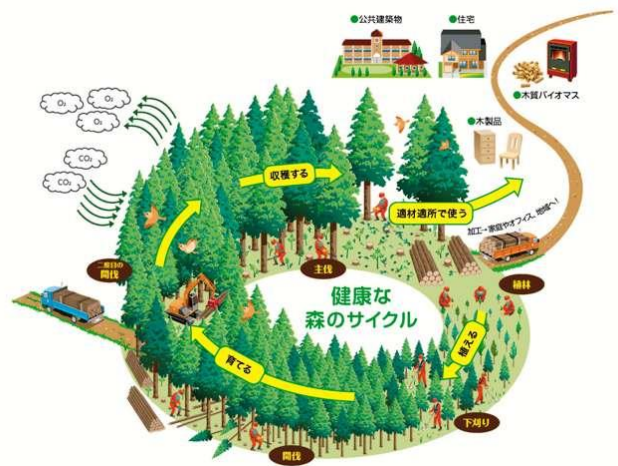 ●公共建築物
●住宅
●木質バイオマス
●木製品
O₂
O₂
O₂
CO₂
CO₂
収穫する
適材適所で使う
加工→家庭やオフィス、地域へ！
二度目の
間伐
主伐
植林
健康な
森のサイクル
植える
育てる
下刈り
間伐